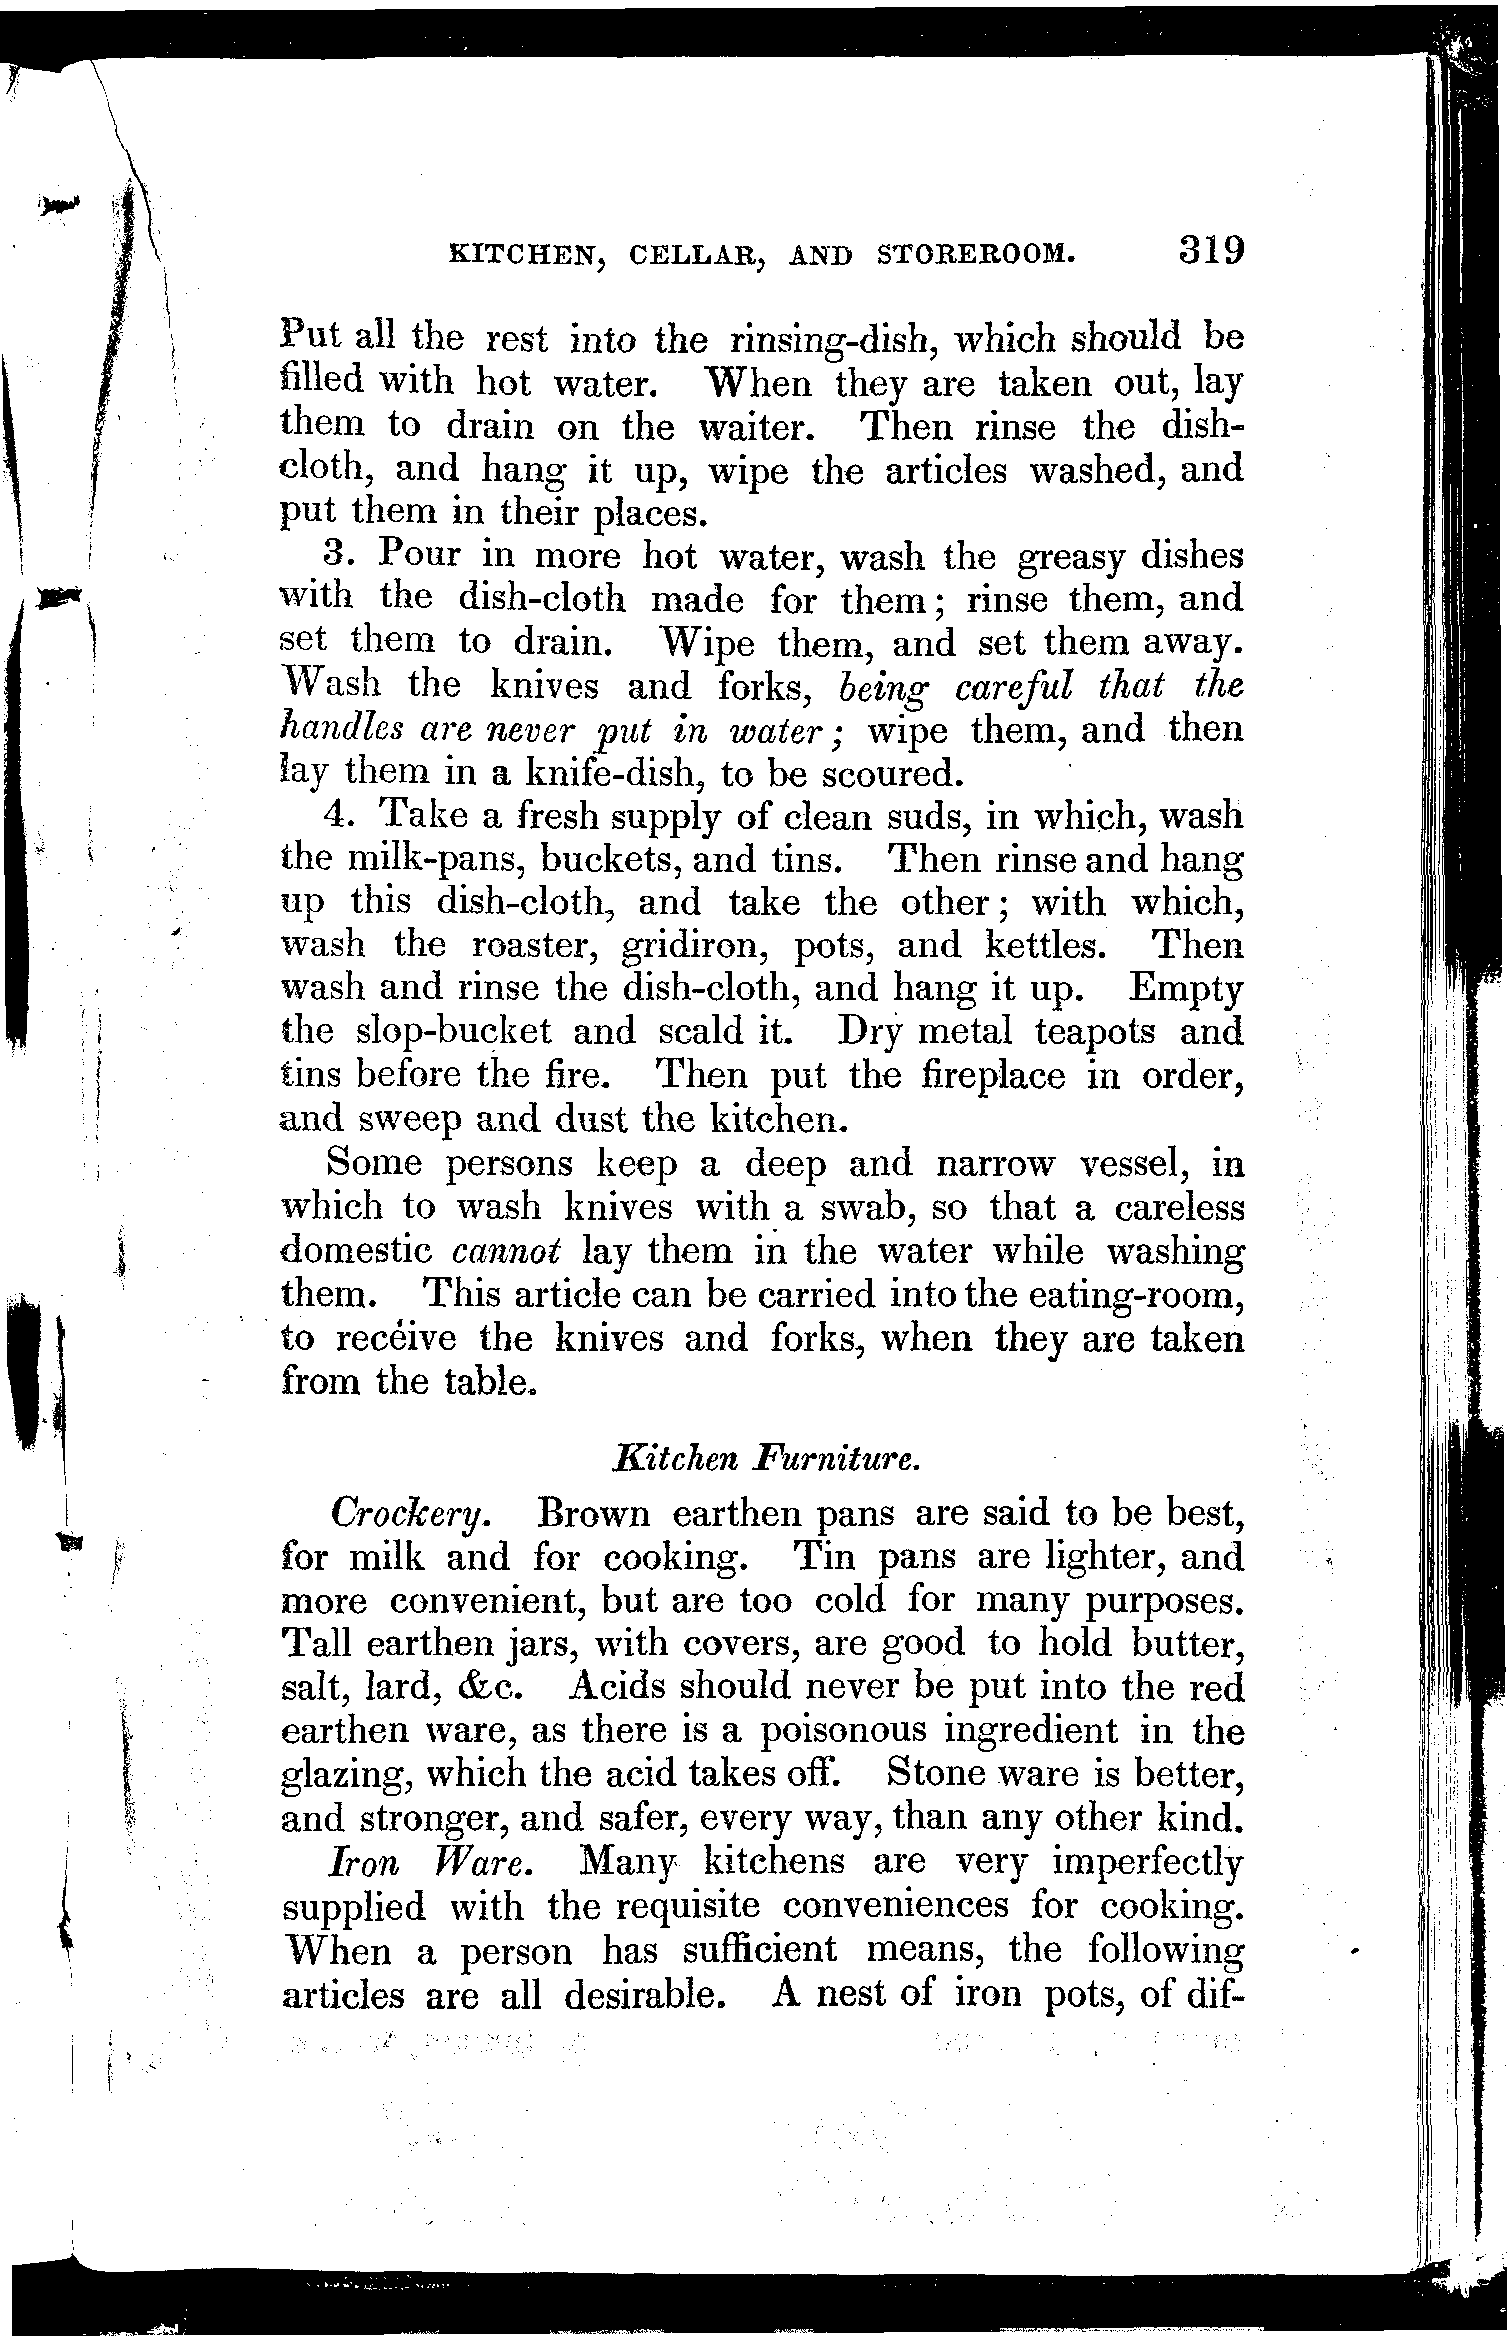 KITCHEN, CELLAR, AND STOREROOM. 319
Put all the rest into the rinsing-dish, which should be
filled with hot water. When they are taken out, lay
them to drain on the waiter. Then rinse the dish-
cloth, and hang it up, wipe the articles washed, and
put them in their places.
3. Pour in more hot water, wash the greasy dishes
with the dish-cloth made for them; rinse them, and
set them to drain. Wipe them, and set them away.
Wash the knives and forks, being careful that the
handles are never put in water; wipe them, and then
lay them in a knife-dish, to be scoured.
4. Take a fresh supply of clean suds, in which, wash
the milk-pans, buckets, and tins. Then rinse and hang
up this dish-cloth, and take the other; with which,
wash the roaster, gridiron, pots, and kettles. Then
wash and rinse the dish-cloth, and hang it up. Empty
the slop-bucket and scald it. Dry metal teapots and
tins before the fire. Then put the fireplace in order,
and sweep and dust the kitchen.
Some persons keep a deep and narrow vessel, in
which to wash knives with a swab, so that a careless
domestic cannot lay them in the water while washing
them. This article can be carried into the eating-room,
to receive the knives and forks, when they are taken
from the table.
Kitchen Furniture.
Crockery. Brown earthen pans are said to be best,
for milk and for cooking. Tin pans are lighter, and
more convenient, but are too cold for many purposes.
Tall earthen jars, with covers, are good to hold butter,
salt, lard, &c. Acids should never be put into the red
earthen ware, as there is a poisonous ingredient in the
glazing, which the acid takes off. Stone ware is better,
and stronger, and safer, every way, than any other kind.
Iron Ware. Many kitchens are very imperfectly
supplied with the requisite conveniences for cooking.
When a person has sufficient means, the following
articles are all desirable. A nest of iron pots, of dif-